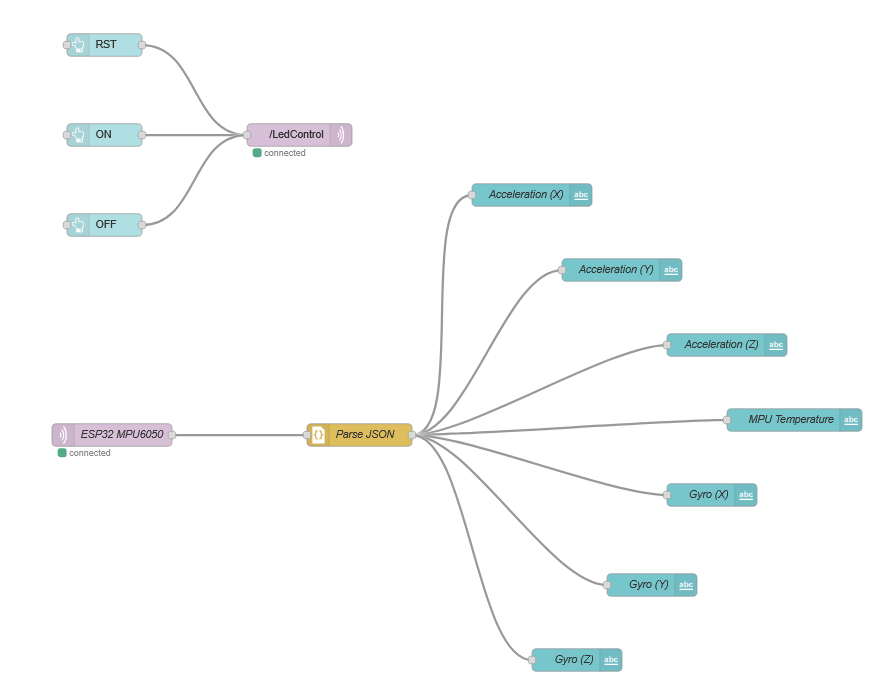 RST
ON
/LedControl
connected
OFF
Acceleration (X)
abc
Acceleration (Y)
abc
Acceleration (Z)
abc
MPU Temperature
abc
ESP32 MPU6050
connected
{} Parse JSON
Gyro (X)
abc
Gyro (Y)
abc
Gyro (Z)
abc